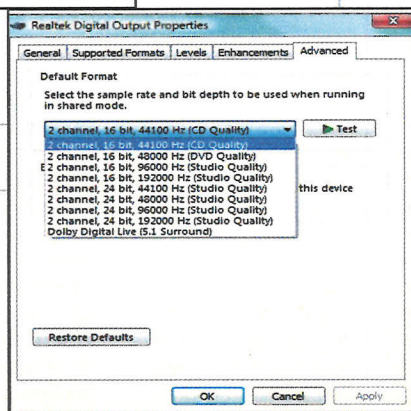 Realtek Digital Output Properties
General Supported Formats Levels Enhancements Advanced
Default Format
Select the sample rate and bit depth to be used when running
in shared mode.
2 channel, 16 bit, 44100 Hz (CD Quality)
Test
2 channel, 16 bit, 44100 Hz (CD Quality)
2 channel, 16 bit, 48000 Hz (DVD Quality)
2 channel, 16 bit, 96000 Hz (Studio Quality)
E
2 channel, 16 bit, 192000 Hz (Studio Quality)
2 channel, 24 bit, 44100 Hz (Studio Quality)
this device
2 channel, 24 bit, 48000 Hz (Studio Quality)
2 channel, 24 bit, 96000 Hz (Studio Quality)
2 channel, 24 bit, 192000 Hz (Studio Quality)
Dolby Digital Live (5.1 Surround)
Restore Defaults
OK Cancel Apply